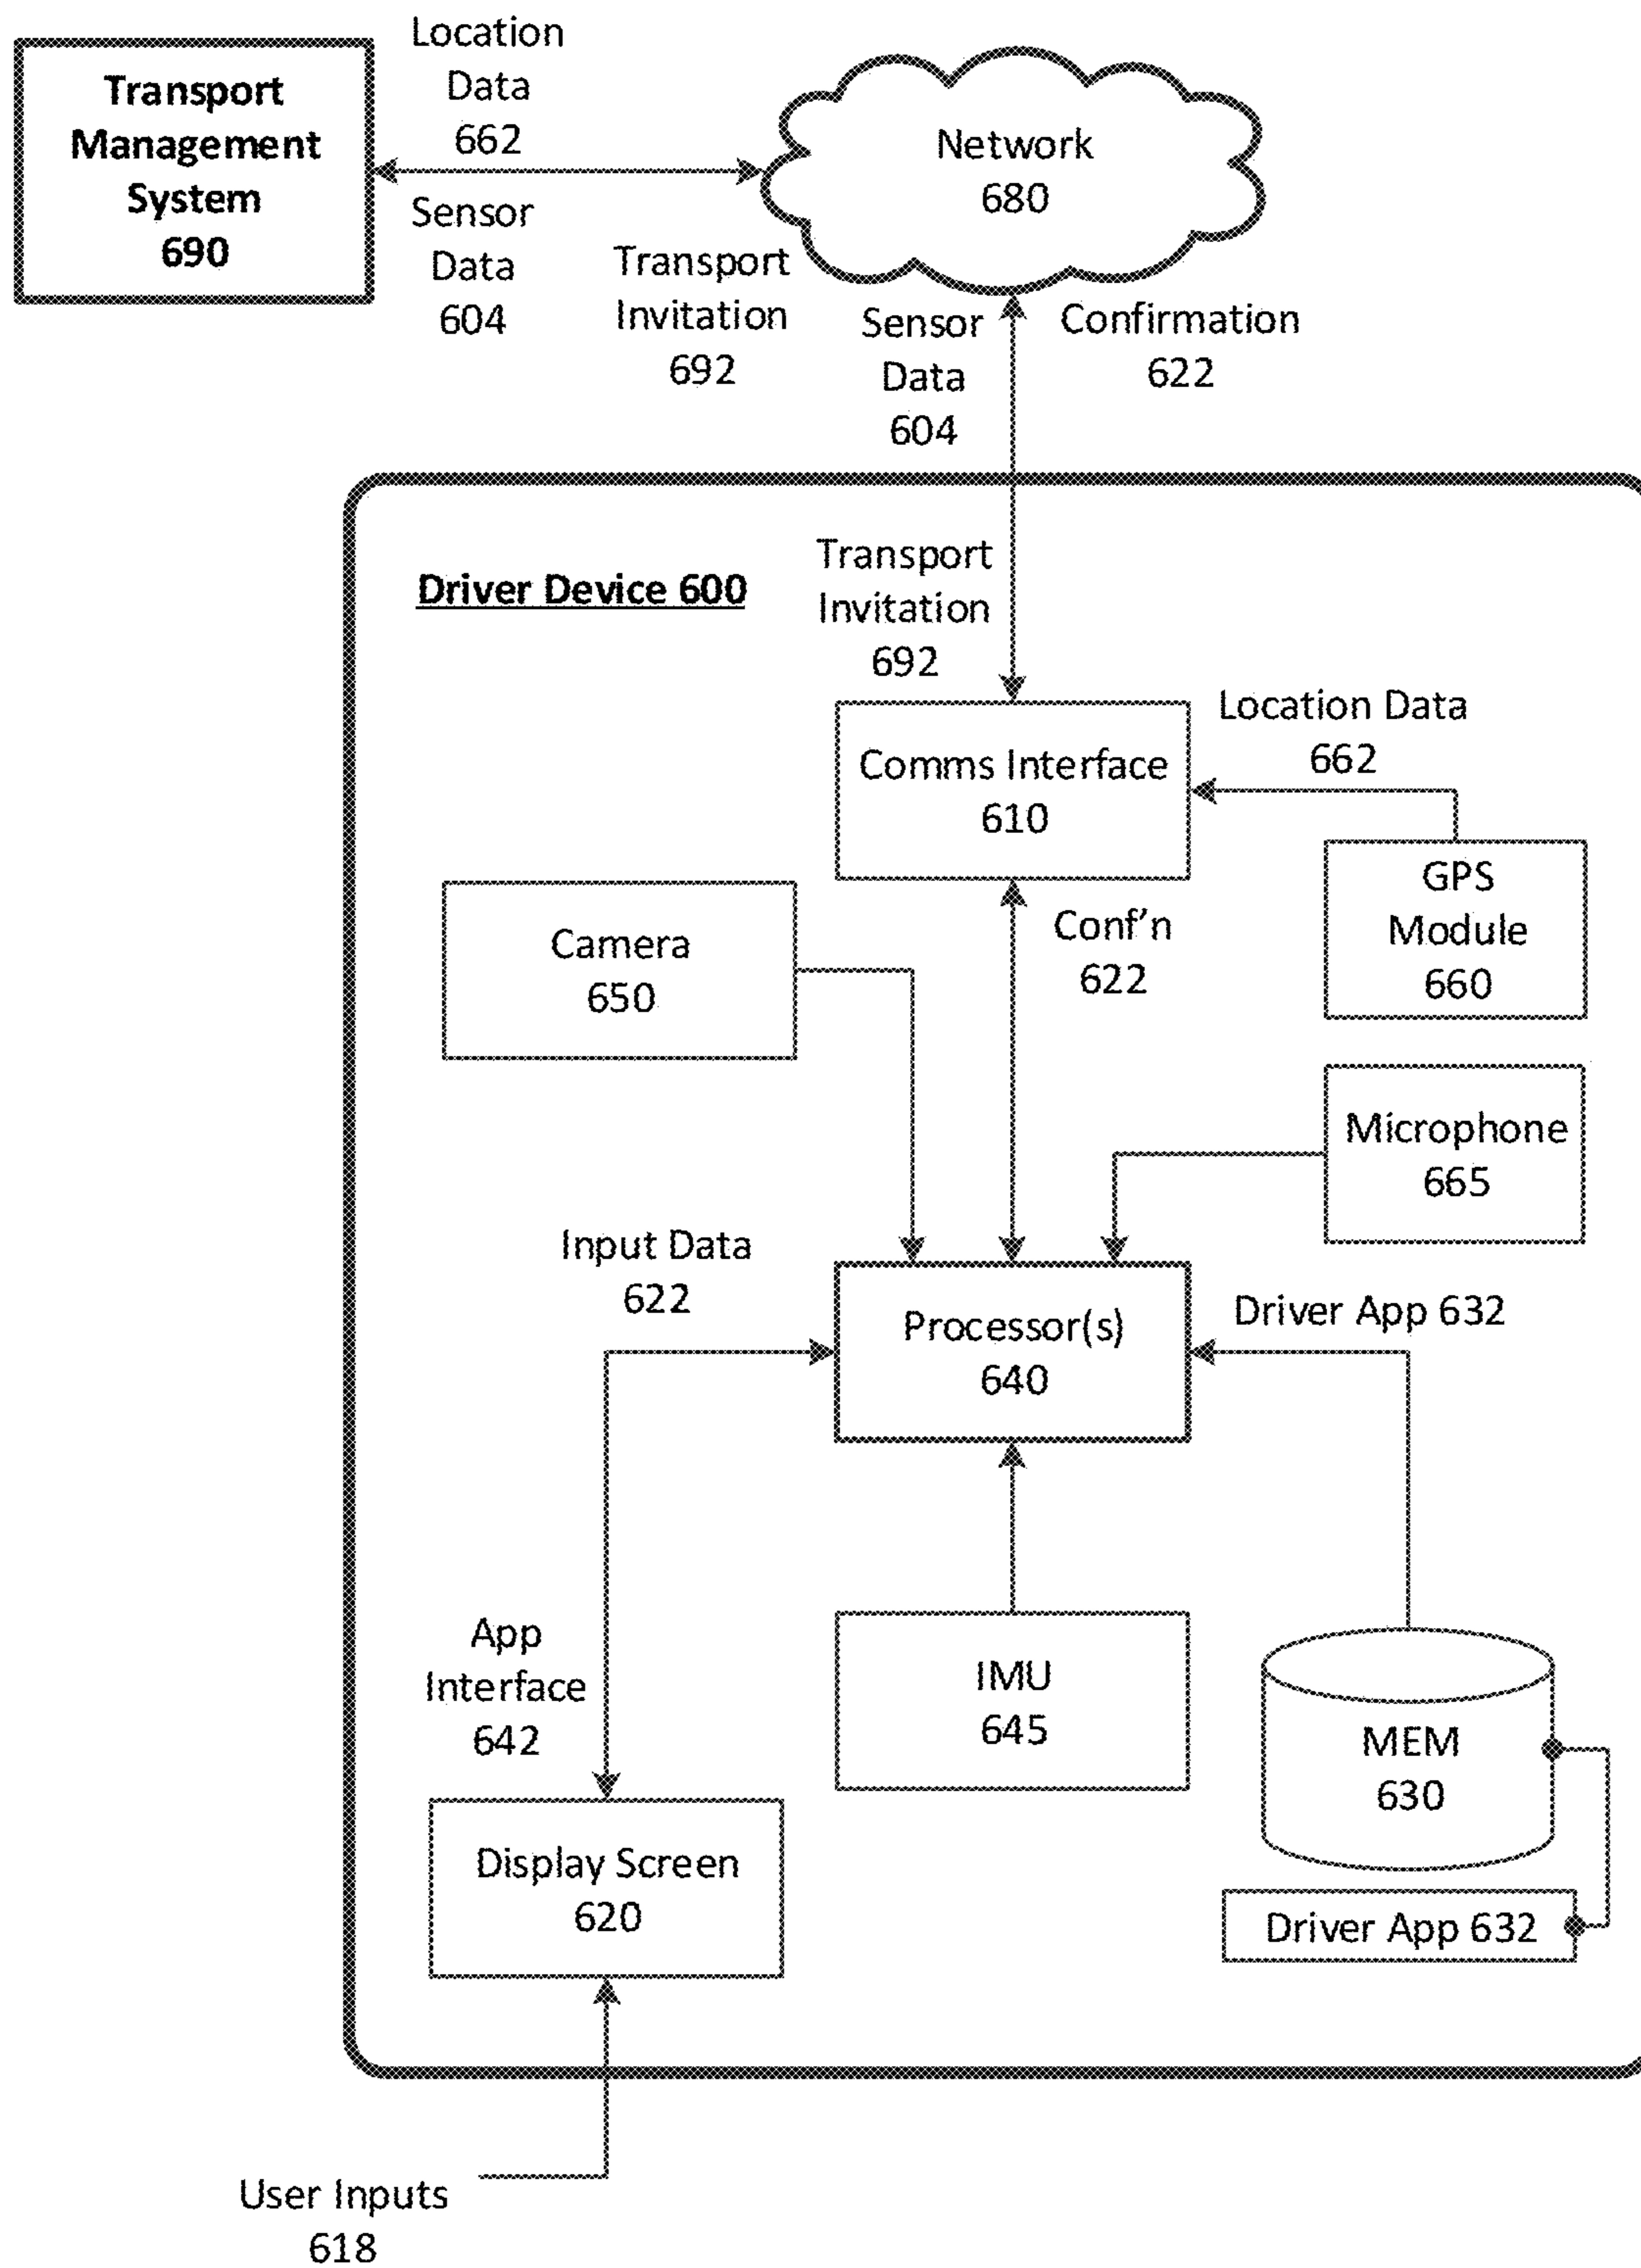 Transport
Management
System
690
Location
Data
662
Sensor
Data
604
Network
680
Transport
Invitation
692
Sensor
Data
604
Confirmation
622
Driver Device 600
Transport
Invitation
692
Comms Interface
610
Location Data
662
GPS
Module
660
Camera
650
Conf'n
622
Microphone
665
Input Data
622
Processor(s)
640
Driver App 632
App
Interface
642
IMU
645
MEM
630
Display Screen
620
Driver App 632
User Inputs
618